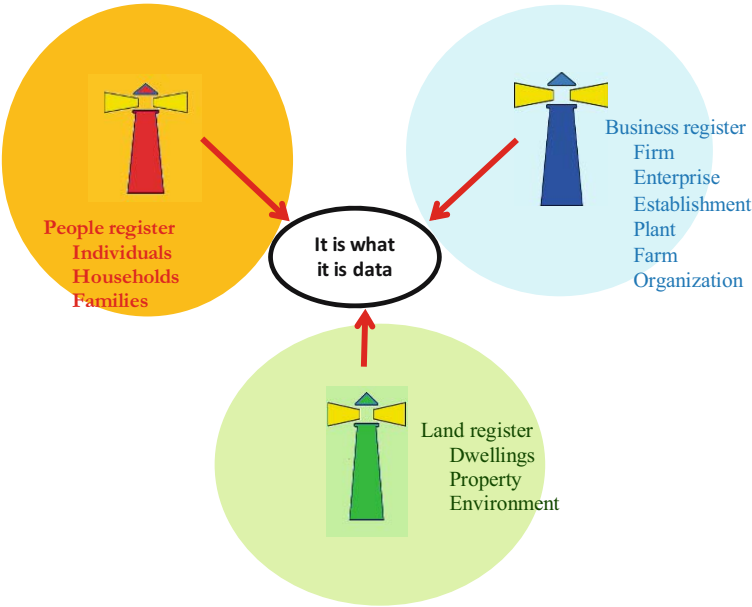 People register
Individuals
Households
Families
It is what
it is data
Business register
Firm
Enterprise
Establishment
Plant
Farm
Organization
Land register
Dwellings
Property
Environment